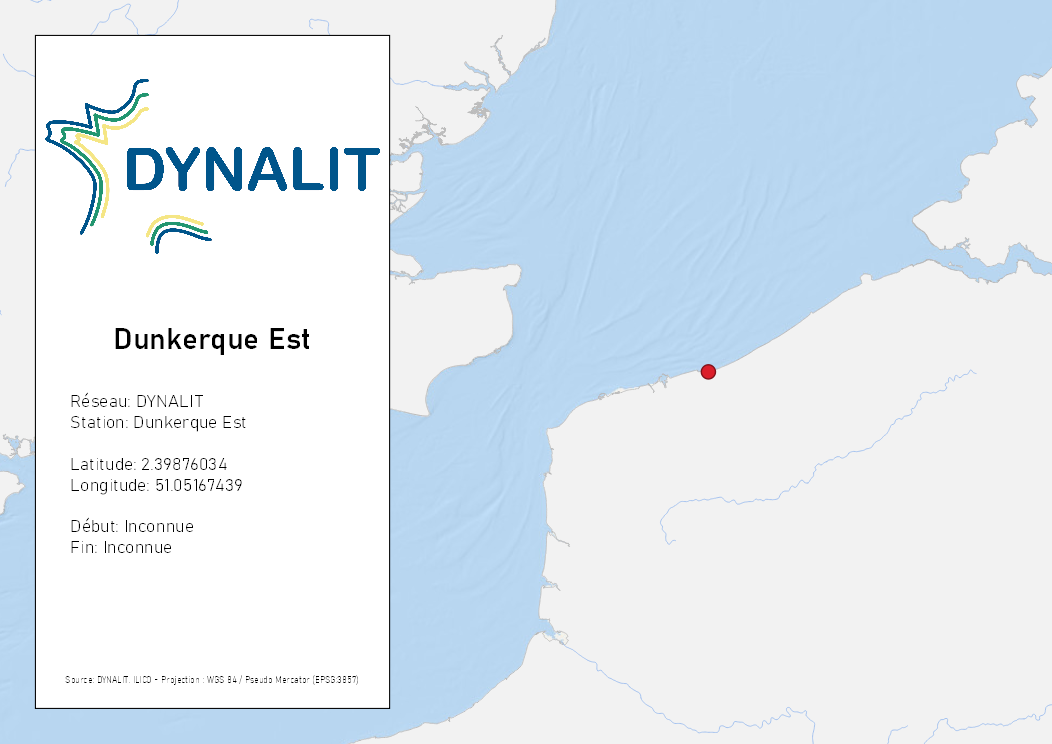 DYNALIT
Dunkerque Est
Réseau: DYNALIT
Station: Dunkerque Est
Latitude: 2.39876034
Longitude: 51.05167439
Début: Inconnue
Fin: Inconnue
Source: DYNALIT, ILICO - Projection : WGS 84 / Pseudo Mercator (EPSG:3857)